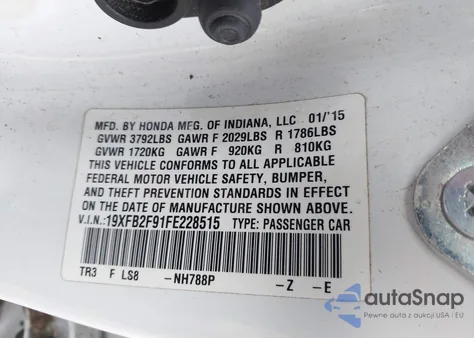 MFD. BY HONDA MFG. OF INDIANA, LLC 01/'15
GVWR 3792LBS GAWR F 2029LBS R 1786LBS
GVWR 1720KG GAWR F 920KG R 810KG
THIS VEHICLE CONFORMS TO ALL APPLICABLE
FEDERAL MOTOR VEHICLE SAFETY, BUMPER,
AND THEFT PREVENTION STANDARDS IN EFFECT
ON THE DATE OF MANUFACTURE SHOWN ABOVE.
V.I.N.:19XFB2F91FE228515 TYPE: PASSENGER CAR
TR3 F LS8 -NH788P -Z -E
autoSnap
Pewne auta z aukcji USA i EU